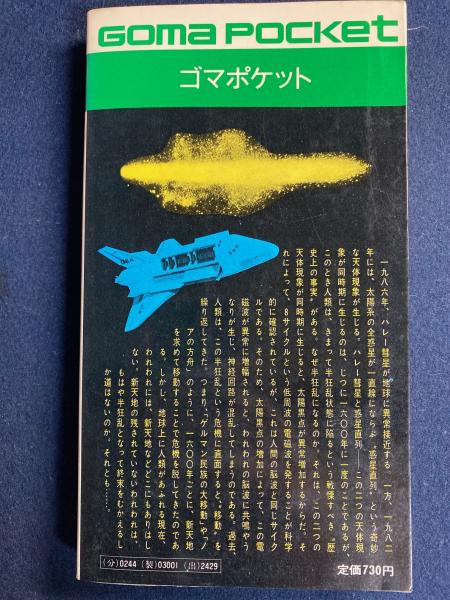 GOMA POCKET
ゴマポケット
一九八六年、ハレー彗星が地球に異常接近する。一方、一九八二
年には、太陽系の全惑星が一直線にならぶ〝惑星直列〟という奇妙
な天体現象が生じる。ハレー彗星と惑星直列——この二つの天体現
象が同時期に生じるのは、じつに一六〇〇年に一度のことであるが、
このとき人類は、きまって半狂乱状態に陥るという戦慄すべき〝歴
史上の事実〟がある。なぜ半狂乱になるのか。それは、この二つの
天体現象が同時期に生じると、太陽黒点が異常増加するからだ。そ
れによって、8サイクルという低周波の電磁波を発することが科学
的に確認されているが、これは人間の脳波と同じサイク
ルである。そのため、太陽黒点の増加によって、この電
磁波が異常に増幅されると、われわれの脳波に共鳴やう
なりが生じ、神経回路が混乱してしまうのである。過去、
人類は、この半狂乱という危機に直面すると、〝移動〟を
繰り返してきた。つまり、「ゲルマン民族の大移動」や「ノ
アの方舟」のように、一六〇〇年ごとに、新天地
を求めて移動することで危機を脱してきたのであ
る。しかし、地球上に人類があふれる現在、
われわれには、新天地などどこにもありはし
ない。新天地の残されていないわれわれは、
もはや半狂乱となって終末をむかえるし
か道はないのか。それとも……。
(分)0244 (製)03001 (出)2429
定価730円